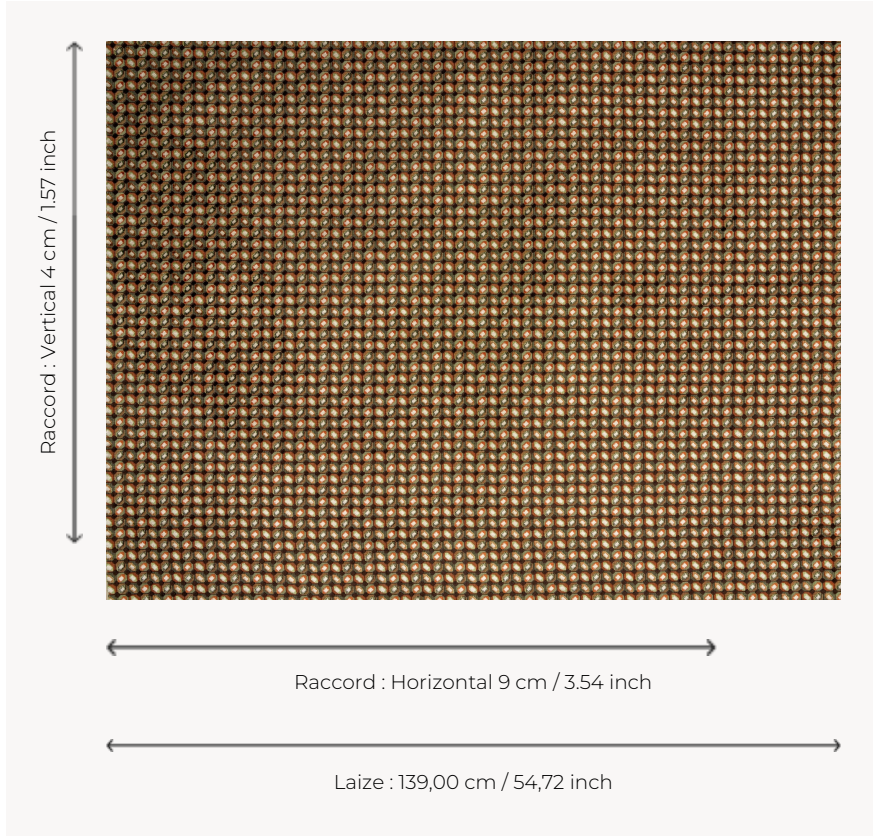 Raccord : Vertical 4 cm / 1.57 inch
Raccord : Horizontal 9 cm / 3.54 inch
Laize : 139,00 cm / 54,72 inch